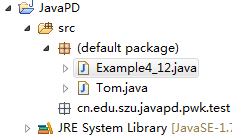 JavaPD
src
(default package)
Example4_12.java
Tom.java
cn.edu.szu.javapd.pwk.test
JRE System Library [JavaSE-1.7